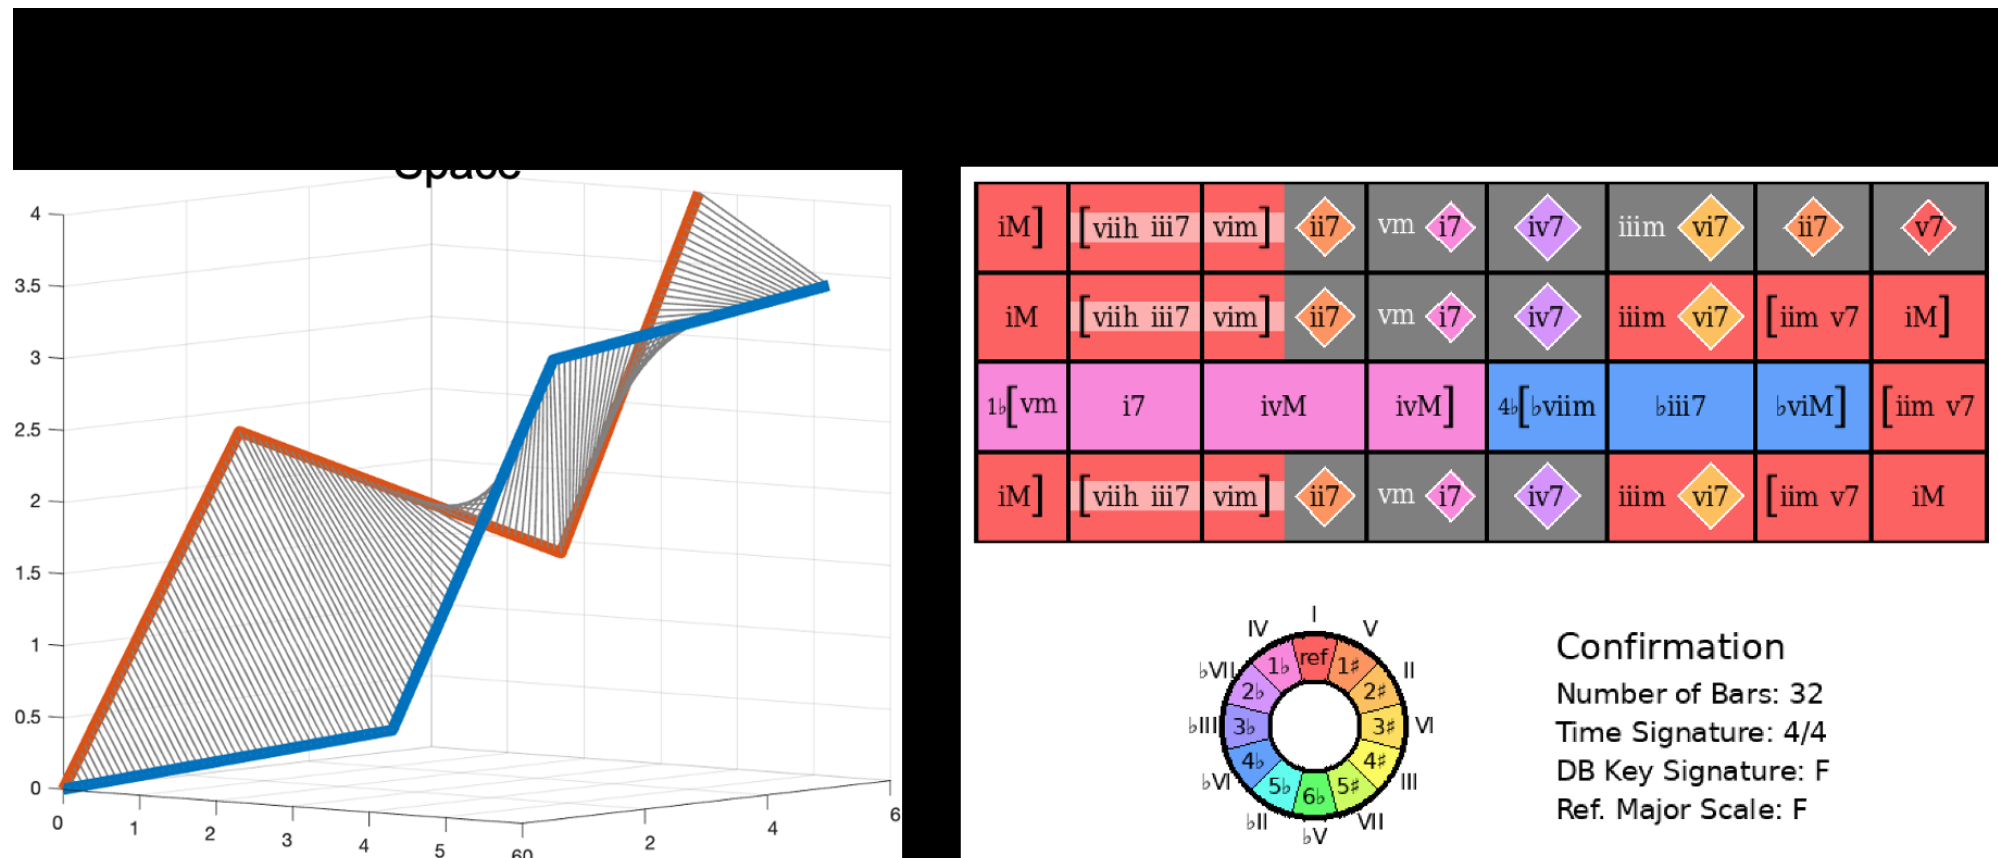 Space
4
3.5
3
2.5
2
1.5
1
0.5
0
0 1 2 3 4 5 60 2 4 6
iM] [viih iii7 vim] ii7 vm i7 iv7 iiim vi7 ii7 v7
iM [viih iii7 vim] ii7 vm i7 iv7 iiim vi7 [iim v7 iM]
1♭[vm i7 ivM ivM] 4♭[♭viim ♭iii7 ♭viM] [iim v7
iM] [viih iii7 vim] ii7 vm i7 iv7 iiim vi7 [iim v7 iM
I
IV V
ref
1♭ 1♯
♭VII II
2♭ 2♯
♭III 3♭ 3♯ VI
4♭ 4♯
♭VI III
5♭ 5♯
6♭
♭II VII
♭V
Confirmation
Number of Bars: 32
Time Signature: 4/4
DB Key Signature: F
Ref. Major Scale: F